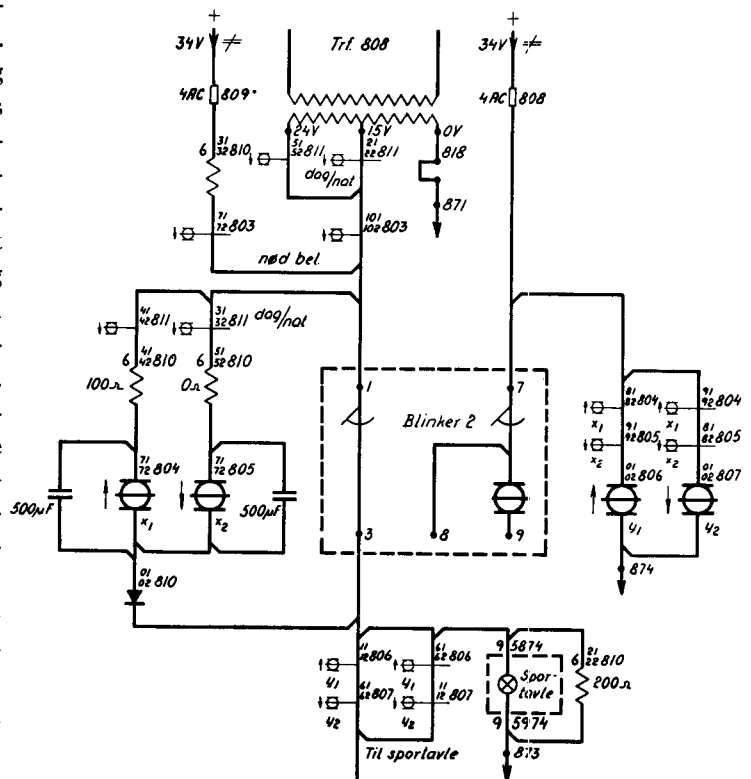 +
34V
Trf. 808
+
34V
4AC 809
4AC 808
24V
15V
0V
6 31 32 810
51 52 811
21 22 811
818
dag/nat
871
71 72 803
101 102 803
nød bel.
41 42 811
31 32 811 dag/nat
6 41 42 810
6 51 52 810
100Ω
0Ω
1
7
Blinker 2
81 82 804
91 92 804
x1
x1
91 92 805
81 82 805
x2
x2
71 72 804
71 72 805
01 02 806
01 02 807
500µF
x1
x2
500µF
y1
y2
3
8
9
874
01 02 810
11 12 806
61 62 806
9 5874
6 21 22 810
y1
y1
Spor-
tavle
200Ω
61 62 807
11 12 807
y2
y2
9 5974
Til sportavle
873